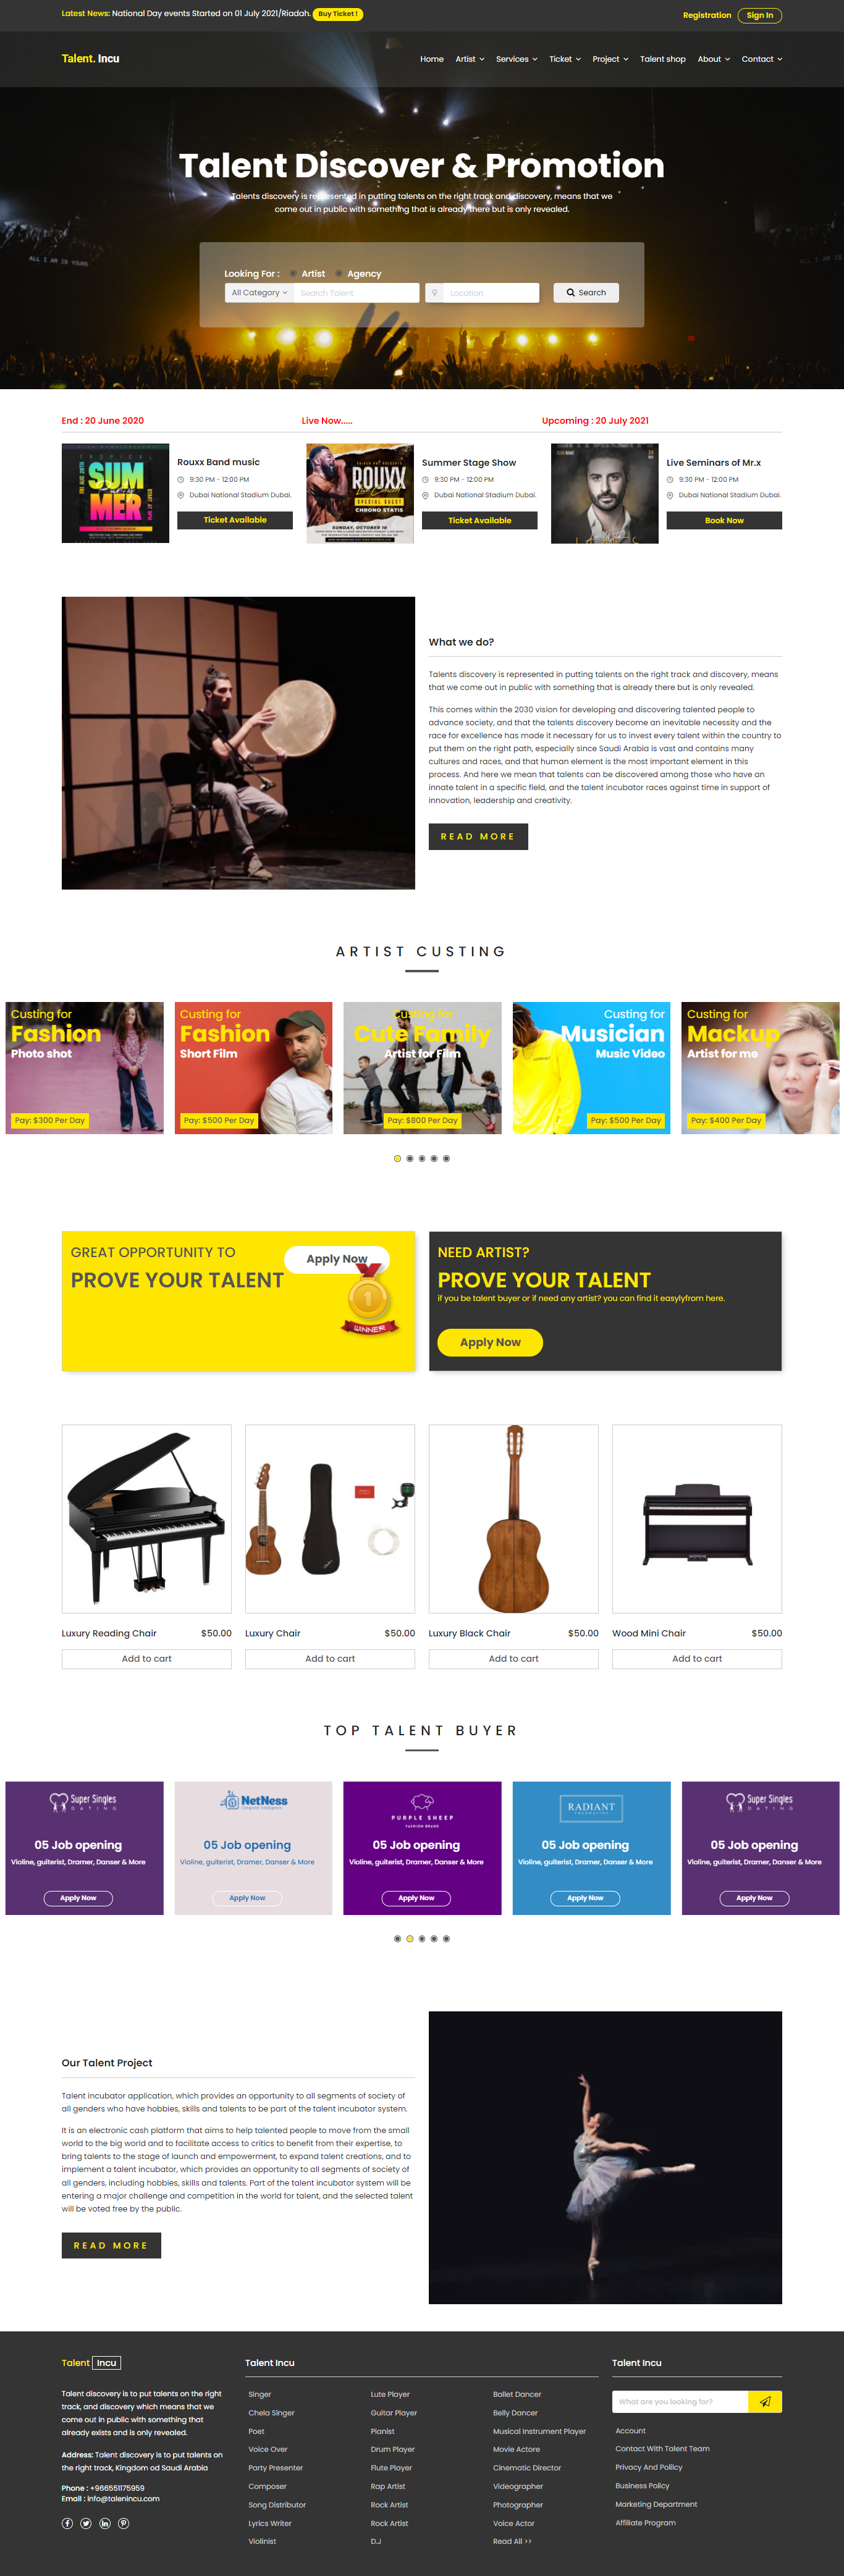 Latest News: National Day events Started on 01 July 2021/Riadah. Buy Ticket !
Registration Sign In
Talent. Incu
Home Artist Services Ticket Project Talent shop About Contact
Talent Discover & Promotion
Talents discovery is represented in putting talents on the right track and discovery, means that we
come out in public with something that is already there but is only revealed.
ALL I AM IS YOURS
Looking For : Artist Agency
All Category Search Talent Location Search
End : 20 June 2020
Live Now.....
Upcoming : 20 July 2021
TROPICAL
SUMMER
Rouxx Band music
9:30 PM - 12:00 PM
Dubai National Stadium Dubai.
Ticket Available
ROUXX
SPECIAL GUEST
CHRONO STATIS
SUNDAY, OCTOBER 10
Summer Stage Show
9:30 PM - 12:00 PM
Dubai National Stadium Dubai.
Ticket Available
Live Seminars of Mr.x
9:30 PM - 12:00 PM
Dubai National Stadium Dubai.
Book Now
What we do?
Talents discovery is represented in putting talents on the right track and discovery, means
that we come out in public with something that is already there but is only revealed.
This comes within the 2030 vision for developing and discovering talented people to
advance society, and that the talents discovery become an inevitable necessity and the
race for excellence has made it necessary for us to invest every talent within the country to
put them on the right path, especially since Saudi Arabia is vast and contains many
cultures and races, and that human element is the most important element in this
process. And here we mean that talents can be discovered among those who have an
innate talent in a specific field, and the talent incubator races against time in support of
innovation, leadership and creativity.
READ MORE
ARTIST CUSTING
Custing for
Fashion
Photo shot
Pay: $300 Per Day
Custing for
Fashion
Short Film
Pay: $500 Per Day
Custing for
Cute Family
Artist for Film
Pay: $800 Per Day
Custing for
Musician
Music Video
Pay: $500 Per Day
Custing for
Mackup
Artist for me
Pay: $400 Per Day
GREAT OPPORTUNITY TO
PROVE YOUR TALENT
Apply Now
1
WINNER
NEED ARTIST?
PROVE YOUR TALENT
if you be talent buyer or if need any artist? you can find it easlyfrom here.
Apply Now
Luxury Reading Chair $50.00
Add to cart
Luxury Chair $50.00
Add to cart
Luxury Black Chair $50.00
Add to cart
Wood Mini Chair $50.00
Add to cart
TOP TALENT BUYER
Super Singles
DATING
05 Job opening
Violine, guiterist, Dramer, Danser & More
Apply Now
NetNess
Computer Intelligence
05 Job opening
Violine, guiterist, Dramer, Danser & More
Apply Now
PURPLE SHEEP
FASHION BRAND
05 Job opening
Violine, guiterist, Dramer, Danser & More
Apply Now
RADIANT
05 Job opening
Violine, guiterist, Dramer, Danser & More
Apply Now
Super Singles
DATING
05 Job opening
Violine, guiterist, Dramer, Danser & More
Apply Now
Our Talent Project
Talent incubator application, which provides an opportunity to all segments of society of
all genders who have hobbies, skills and talents to be part of the talent incubator system.
It is an electronic cash platform that aims to help talented people to move from the small
world to the big world and to facilitate access to critics to benefit from their expertise, to
bring talents to the stage of launch and empowerment, to expand talent creations, and to
implement a talent incubator, which provides an opportunity to all segments of society of
all genders, including hobbies, skills and talents. Part of the talent incubator system will be
entering a major challenge and competition in the world for talent, and the selected talent
will be voted free by the public.
READ MORE
Talent Incu
Talent discovery is to put talents on the right
track, and discovery which means that we
come out in public with something that
already exists and is only revealed.
Address: Talent discovery is to put talents on
the right track, Kingdom od Saudi Arabia
Phone : +966551175959
Email : info@talenincu.com
Talent Incu
Singer
Chela Singer
Poet
Voice Over
Party Presenter
Composer
Song Distributor
Lyrics Writer
Violinist
Lute Player
Guitar Player
Pianist
Drum Player
Flute Player
Rap Artist
Rock Artist
Rock Artist
D.J
Ballet Dancer
Belly Dancer
Musical Instrument Player
Movie Actore
Cinematic Director
Videographer
Photographer
Voice Actor
Read All >>
Talent Incu
What are you looking for?
Account
Contact With Talent Team
Privacy And Poilicy
Business Policy
Marketing Department
Affiliate Program